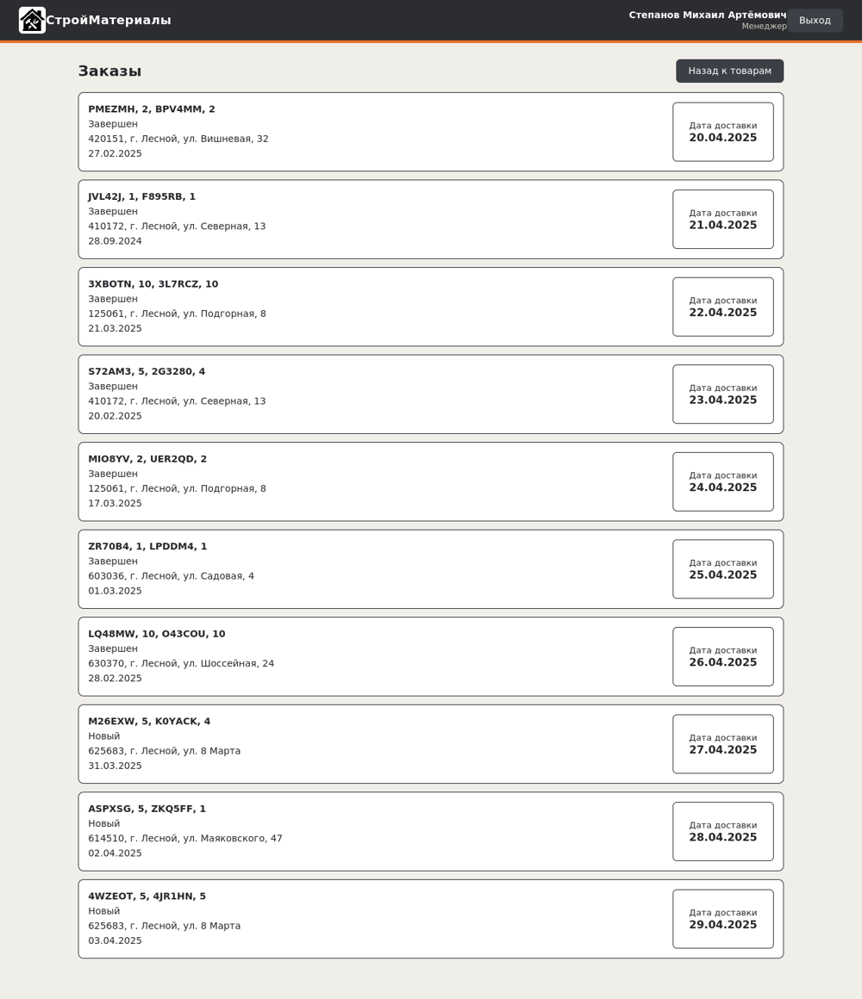 СтройМатериалы
Степанов Михаил Артёмович
Менеджер
Выход
Заказы
Назад к товарам
PMEZMH, 2, BPV4MM, 2
Завершен
420151, г. Лесной, ул. Вишневая, 32
27.02.2025
Дата доставки
20.04.2025
JVL42J, 1, F895RB, 1
Завершен
410172, г. Лесной, ул. Северная, 13
28.09.2024
Дата доставки
21.04.2025
3XBOTN, 10, 3L7RCZ, 10
Завершен
125061, г. Лесной, ул. Подгорная, 8
21.03.2025
Дата доставки
22.04.2025
S72AM3, 5, 2G3280, 4
Завершен
410172, г. Лесной, ул. Северная, 13
20.02.2025
Дата доставки
23.04.2025
MIO8YV, 2, UER2QD, 2
Завершен
125061, г. Лесной, ул. Подгорная, 8
17.03.2025
Дата доставки
24.04.2025
ZR70B4, 1, LPDDM4, 1
Завершен
603036, г. Лесной, ул. Садовая, 4
01.03.2025
Дата доставки
25.04.2025
LQ48MW, 10, O43COU, 10
Завершен
630370, г. Лесной, ул. Шоссейная, 24
28.02.2025
Дата доставки
26.04.2025
M26EXW, 5, K0YACK, 4
Новый
625683, г. Лесной, ул. 8 Марта
31.03.2025
Дата доставки
27.04.2025
ASPXSG, 5, ZKQ5FF, 1
Новый
614510, г. Лесной, ул. Маяковского, 47
02.04.2025
Дата доставки
28.04.2025
4WZEOT, 5, 4JR1HN, 5
Новый
625683, г. Лесной, ул. 8 Марта
03.04.2025
Дата доставки
29.04.2025